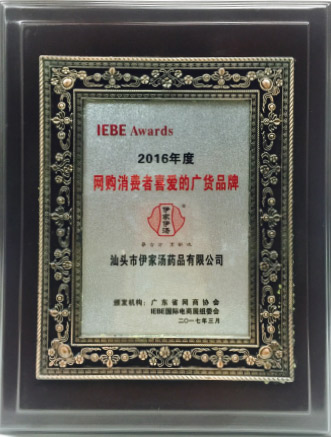 IEBE Awards
2016年度
网购消费者喜爱的广货品牌
伊家伊汤
®
汕头市伊家汤药品有限公司
颁发机构：广东省网商协会
IEBE国际电商展组委会
二〇一七年三月